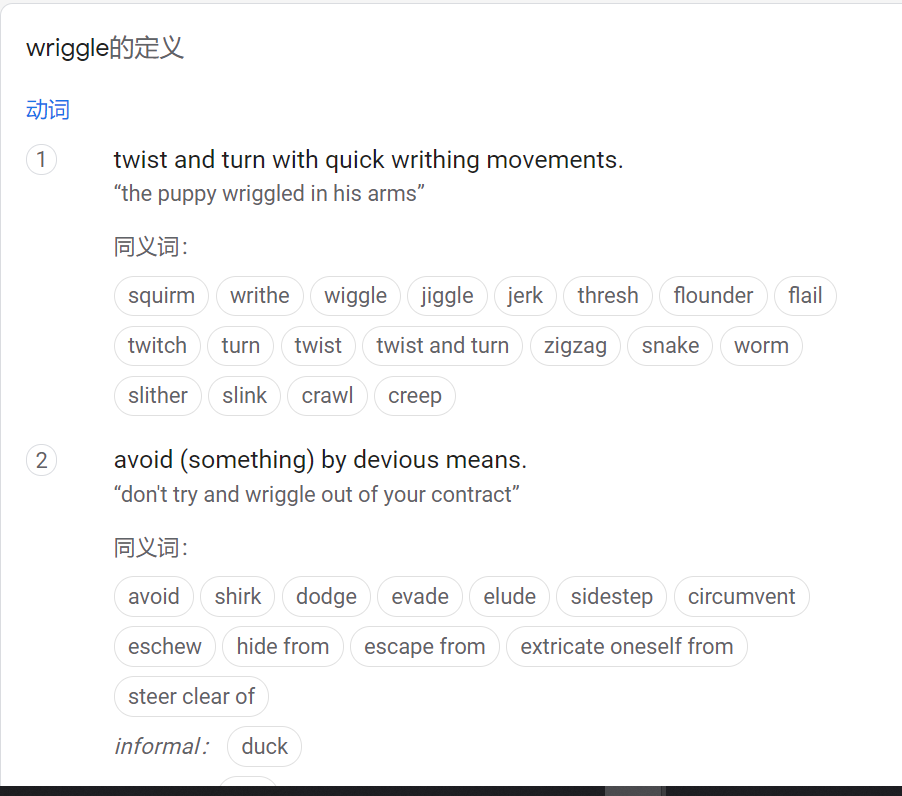 wriggle的定义
动词
1 twist and turn with quick writhing movements.
“the puppy wriggled in his arms”
同义词：
squirm writhe wiggle jiggle jerk thresh flounder flail
twitch turn twist twist and turn zigzag snake worm
slither slink crawl creep
2 avoid (something) by devious means.
“don't try and wriggle out of your contract”
同义词：
avoid shirk dodge evade elude sidestep circumvent
eschew hide from escape from extricate oneself from
steer clear of
informal： duck